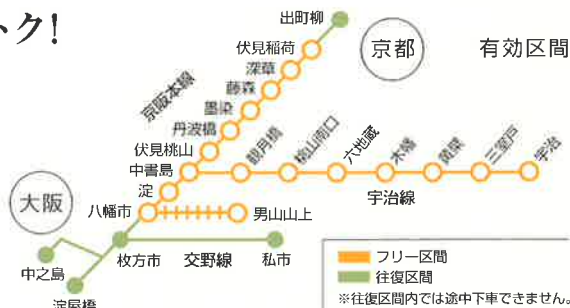 トク!
出町柳
伏見稲荷
深草
藤森
墨染
丹波橋
伏見桃山
中書島
淀
八幡市
京阪本線
京都
有効区間
観月橋
桃山南口
六地蔵
木幡
黄檗
三室戸
宇治
宇治線
大阪
男山山上
枚方市
交野線
私市
中之島
淀屋橋
フリー区間
往復区間
※往復区間内では途中下車できません。